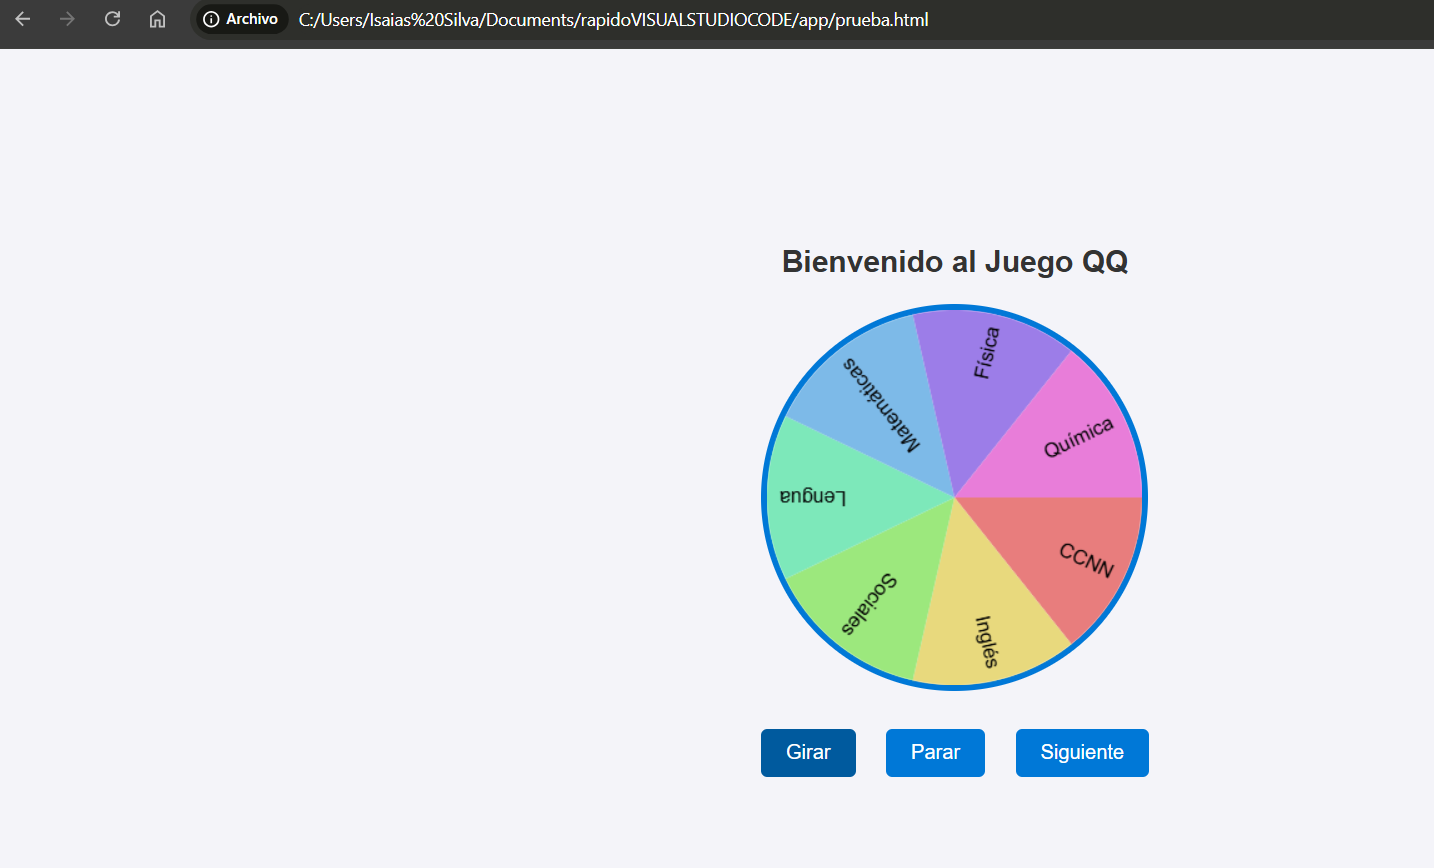 Archivo C:/Users/Isaias%20Silva/Documents/rapidoVISUALSTUDIOCODE/app/prueba.html
Bienvenido al Juego QQ
Física
Matemáticas
Química
Lengua
CCNN
Sociales
Inglés
Girar Parar Siguiente